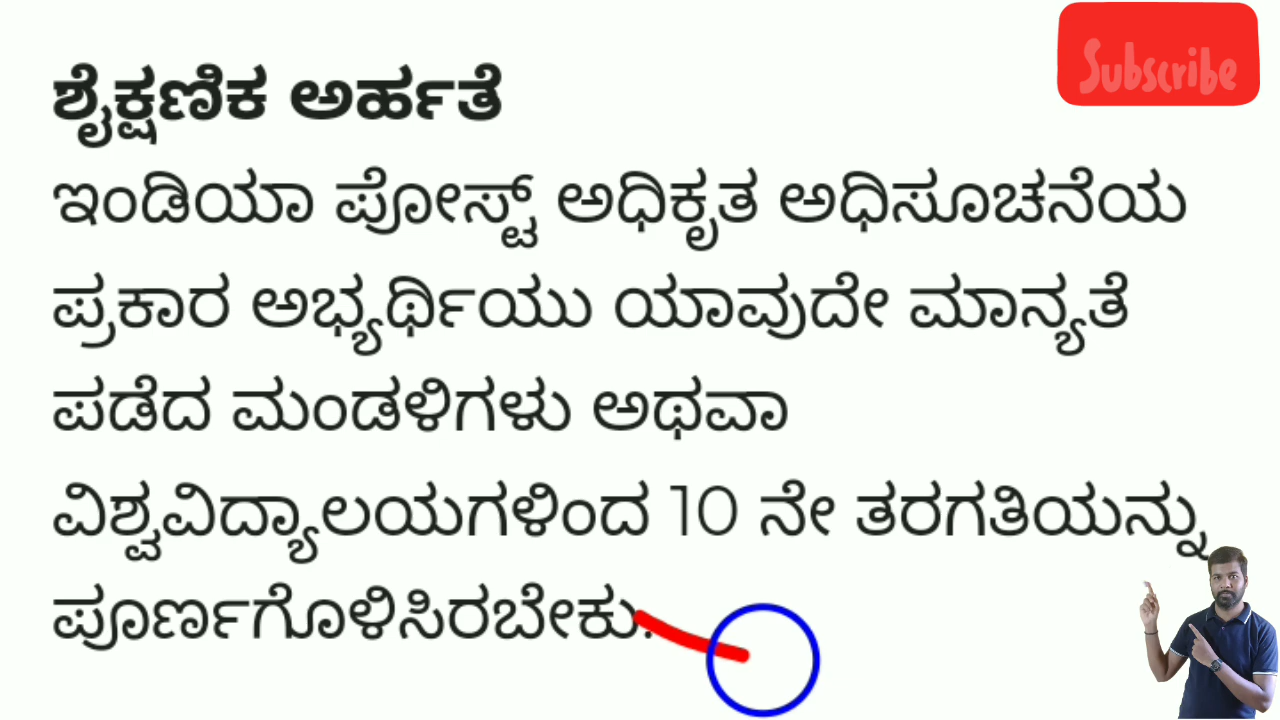 Subscribe
ಶೈಕ್ಷಣಿಕ ಅರ್ಹತೆ
ಇಂಡಿಯಾ ಪೋಸ್ಟ್ ಅಧಿಕೃತ ಅಧಿಸೂಚನೆಯ
ಪ್ರಕಾರ ಅಭ್ಯರ್ಥಿಯು ಯಾವುದೇ ಮಾನ್ಯತೆ
ಪಡೆದ ಮಂಡಳಿಗಳು ಅಥವಾ
ವಿಶ್ವವಿದ್ಯಾಲಯಗಳಿಂದ 10 ನೇ ತರಗತಿಯನ್ನು
ಪೂರ್ಣಗೊಳಿಸಿರಬೇಕು.